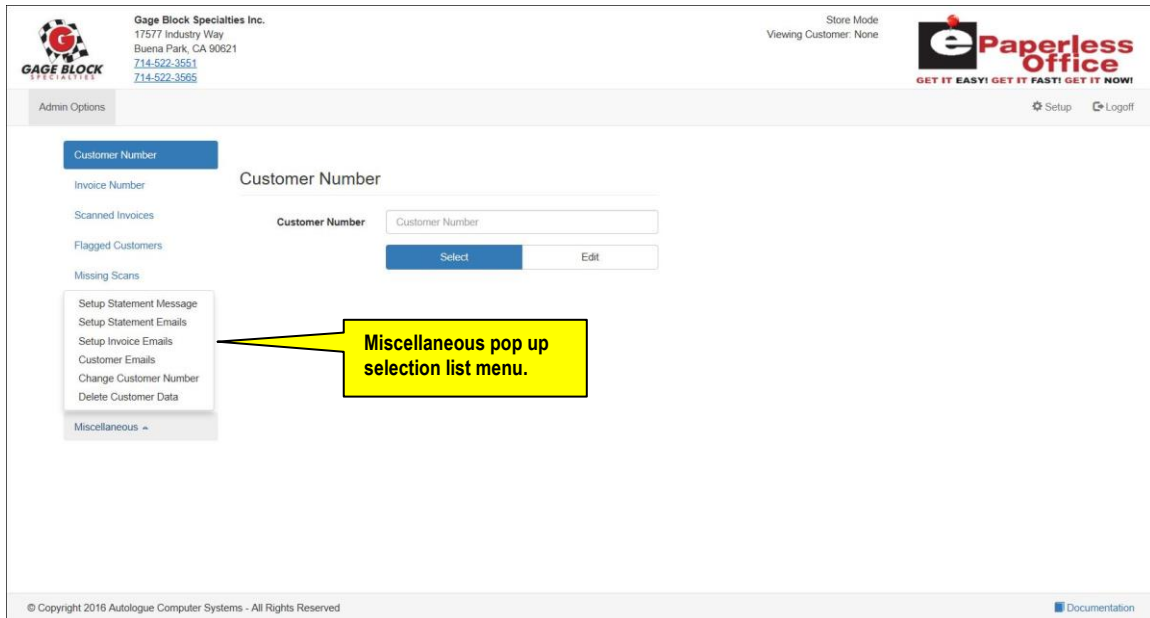 G
GAGE BLOCK
SPECIALTIES
Gage Block Specialties Inc.
17577 Industry Way
Buena Park, CA 90621
714-522-3551
714-522-3565
Store Mode
Viewing Customer: None
e Paperless
Office
GET IT EASY! GET IT FAST! GET IT NOW!
Admin Options
Setup
Logoff
Customer Number
Invoice Number
Scanned Invoices
Flagged Customers
Missing Scans
Setup Statement Message
Setup Statement Emails
Setup Invoice Emails
Customer Emails
Change Customer Number
Delete Customer Data
Miscellaneous
Customer Number
Customer Number
Customer Number
Select
Edit
Miscellaneous pop up
selection list menu.
© Copyright 2016 Autologue Computer Systems - All Rights Reserved
Documentation